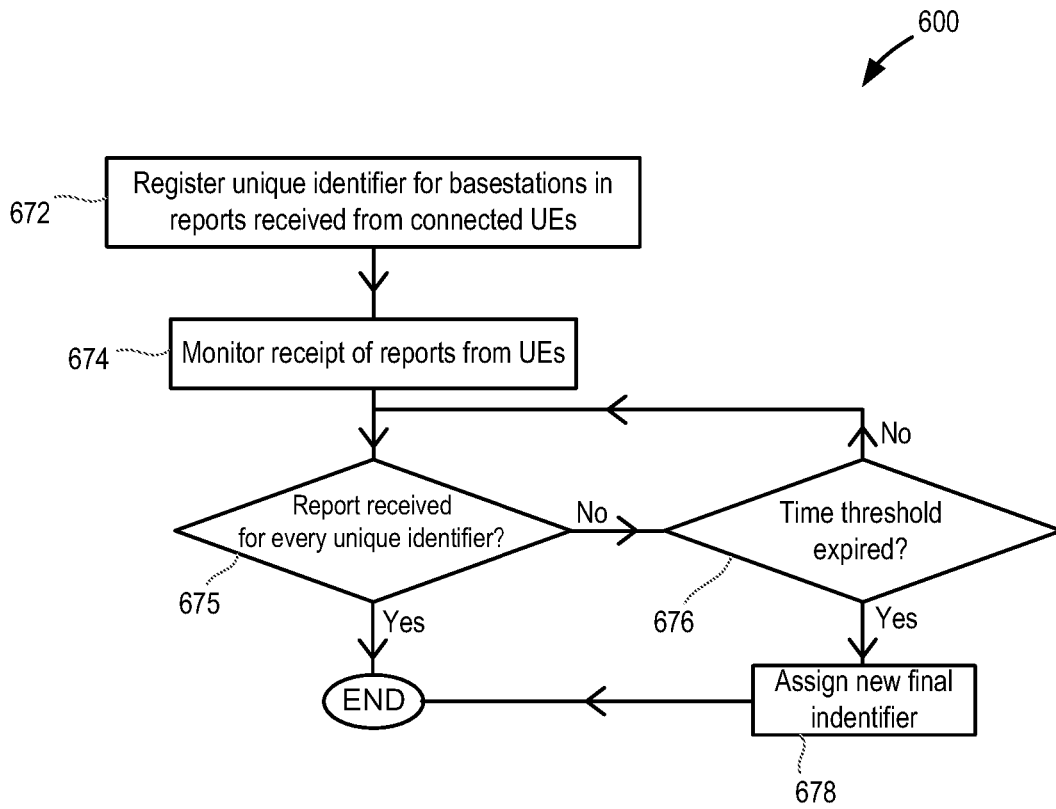 600
Register unique identifier for basestations in
reports received from connected UEs
672
Monitor receipt of reports from UEs
674
No
Report received
for every unique identifier?
No
Time threshold
expired?
675
Yes
676
Yes
END
Assign new final
indentifier
678